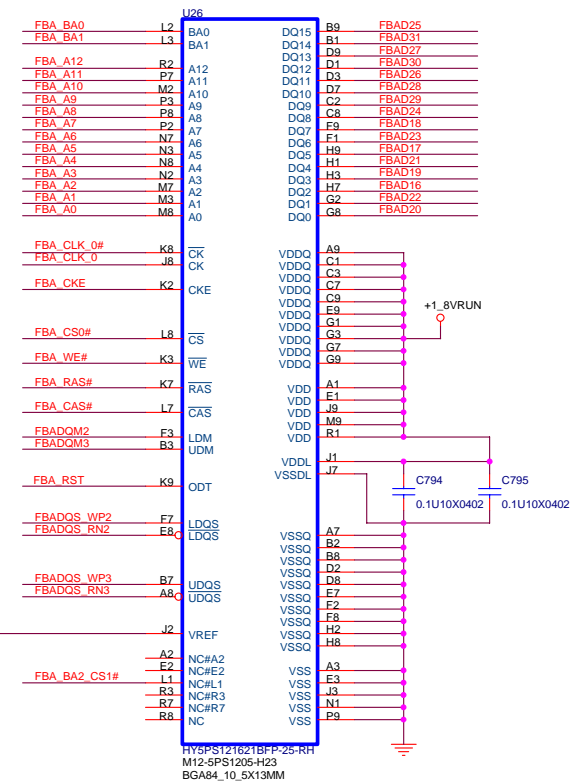 U26
FBA_BA0 L2 BA0 DQ15 B9 FBAD25
FBA_BA1 L3 BA1 DQ14 B1 FBAD31
DQ13 D9 FBAD27
FBA_A12 R2 A12 DQ12 D1 FBAD30
FBA_A11 P7 A11 DQ11 D3 FBAD26
FBA_A10 M2 A10 DQ10 D7 FBAD28
FBA_A9 P3 A9 DQ9 C2 FBAD29
FBA_A8 P8 A8 DQ8 C8 FBAD24
FBA_A7 P2 A7 DQ7 F9 FBAD18
FBA_A6 N7 A6 DQ6 F1 FBAD23
FBA_A5 N3 A5 DQ5 H9 FBAD17
FBA_A4 N8 A4 DQ4 H1 FBAD21
FBA_A3 N2 A3 DQ3 H3 FBAD19
FBA_A2 M7 A2 DQ2 H7 FBAD16
FBA_A1 M3 A1 DQ1 G2 FBAD22
FBA_A0 M8 A0 DQ0 G8 FBAD20
FBA_CLK_0# K8 CK VDDQ A9
FBA_CLK_0 J8 CK VDDQ C1
VDDQ C3
FBA_CKE K2 CKE VDDQ C7
VDDQ C9
VDDQ E9
+1_8VRUN
VDDQ G1
FBA_CS0# L8 CS VDDQ G3
VDDQ G7
FBA_WE# K3 WE VDDQ G9
FBA_RAS# K7 RAS VDD A1
VDD E1
FBA_CAS# L7 CAS VDD J9
VDD M9
FBADQM2 F3 LDM VDD R1
FBADQM3 B3 UDM
VDDL J1
FBA_RST K9 ODT VSSDL J7
C794 C795
0.1U10X0402 0.1U10X0402
FBADQS_WP2 F7 LDQS
FBADQS_RN2 E8 LDQS VSSQ A7
VSSQ B2
VSSQ B8
VSSQ D2
FBADQS_WP3 B7 UDQS VSSQ D8
FBADQS_RN3 A8 UDQS VSSQ E7
VSSQ F2
VSSQ F8
J2 VREF VSSQ H2
VSSQ H8
A2 NC#A2
E2 NC#E2 VSS A3
FBA_BA2_CS1# L1 NC#L1 VSS E3
R3 NC#R3 VSS J3
R7 NC#R7 VSS N1
R8 NC VSS P9
HY5PS121621BFP-25-RH
M12-5PS1205-H23
BGA84_10_5X13MM